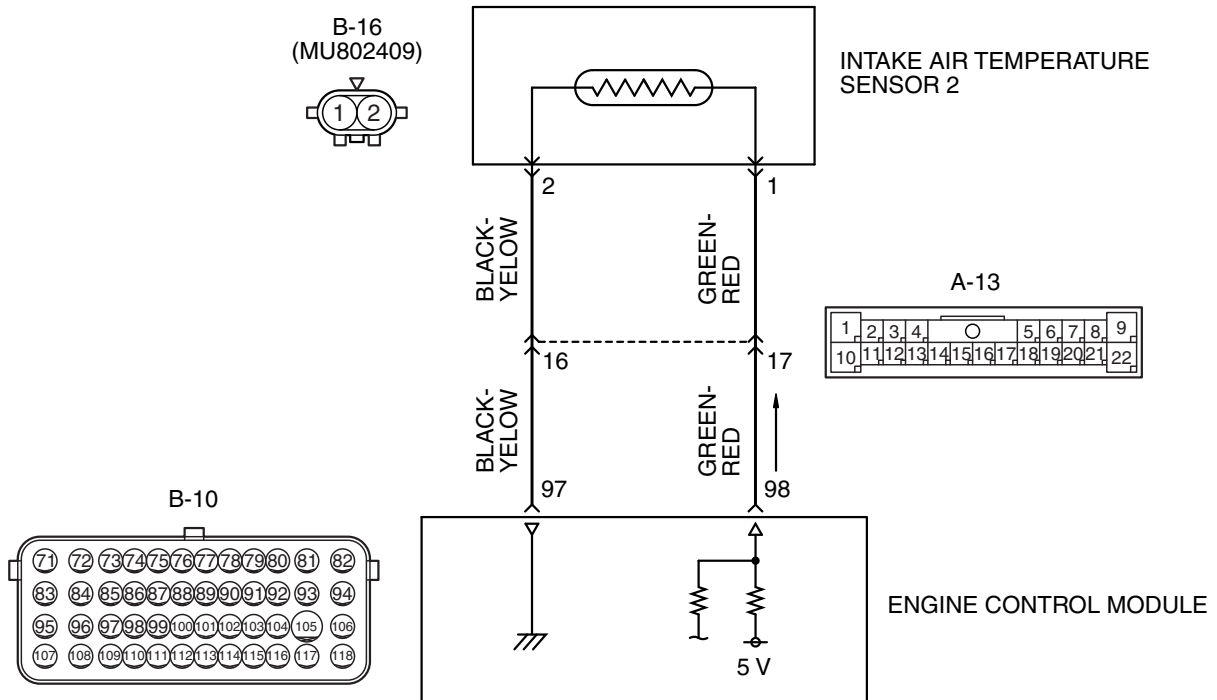 B-16
(MU802409)
1 2
INTAKE AIR TEMPERATURE
SENSOR 2
2
1
BLACK-
YELLOW
GREEN-
RED
A-13
1 2 3 4 5 6 7 8 9
10 11 12 13 14 15 16 17 18 19 20 21 22
16
17
BLACK-
YELLOW
GREEN-
RED
97
98
B-10
71 72 73 74 75 76 77 78 79 80 81 82
83 84 85 86 87 88 89 90 91 92 93 94
95 96 97 98 99 100 101 102 103 104 105 106
107 108 109 110 111 112 113 114 115 116 117 118
5 V
ENGINE CONTROL MODULE